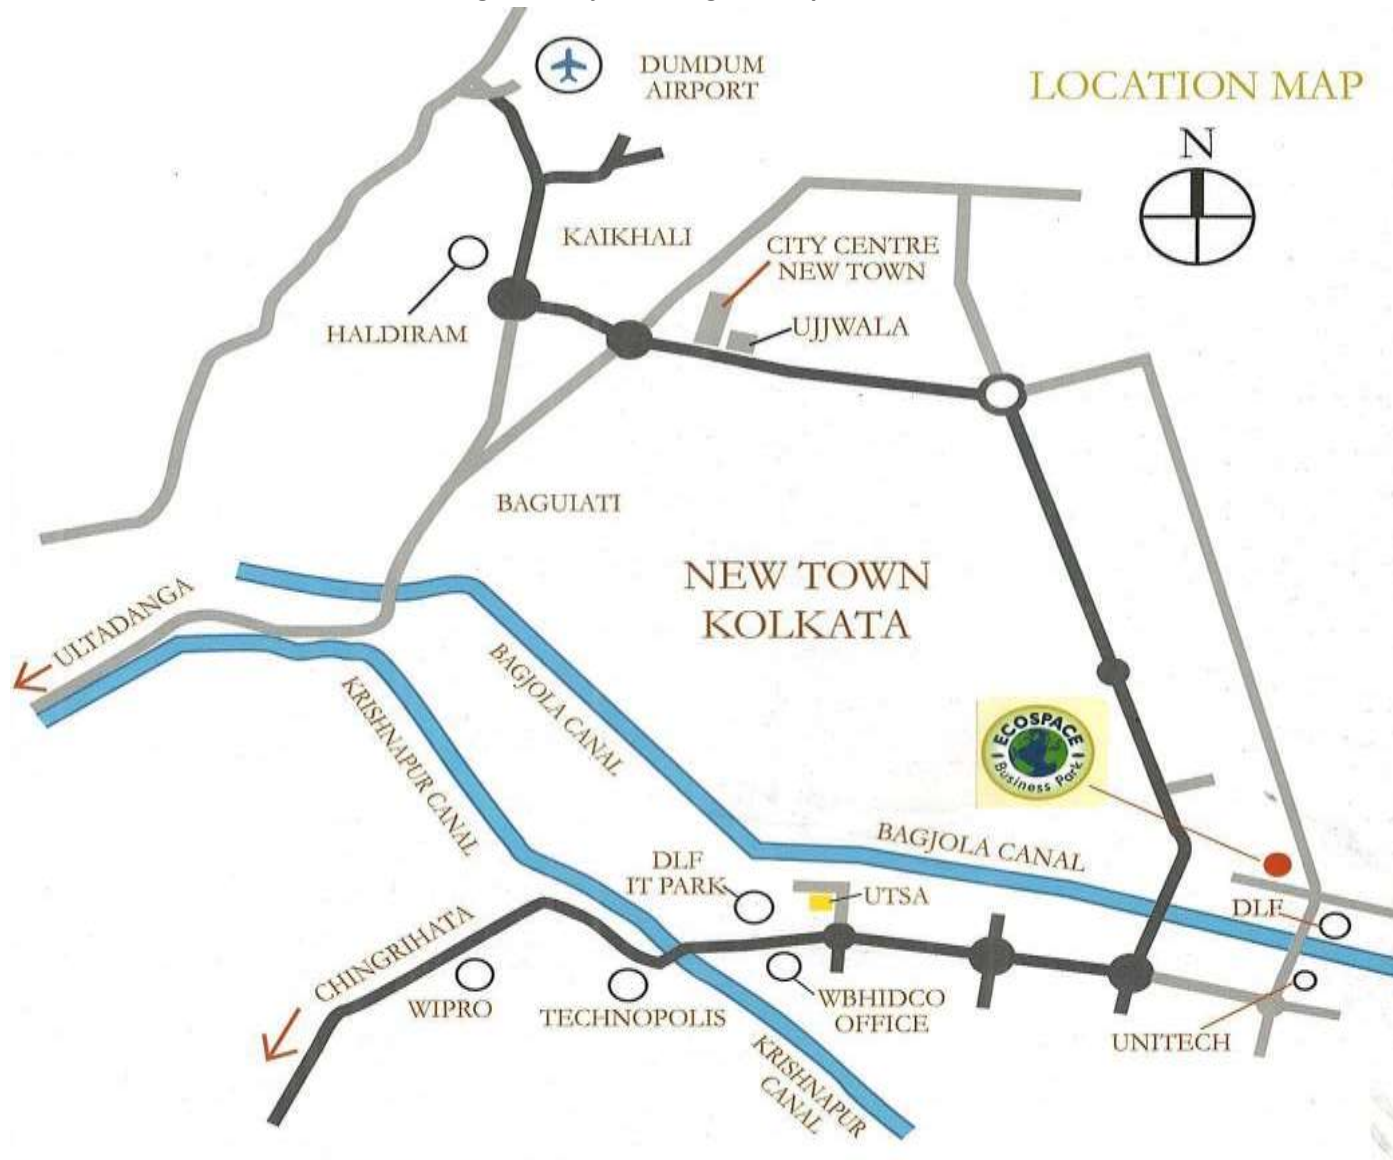 DUMDUM
AIRPORT
LOCATION MAP
N
KAIKHALI
CITY CENTRE
NEW TOWN
HALDIRAM
UJJWALA
BAGUIATI
NEW TOWN
KOLKATA
ULTADANGA
BAGJOLA CANAL
KRISHNAPUR CANAL
ECOSPACE
Business Park
BAGJOLA CANAL
DLF
IT PARK
UTSA
DLF
CHINGRIHATA
WIPRO
TECHNOPOLIS
WBHIDCO
OFFICE
UNITECH
KRISHNAPUR
CANAL